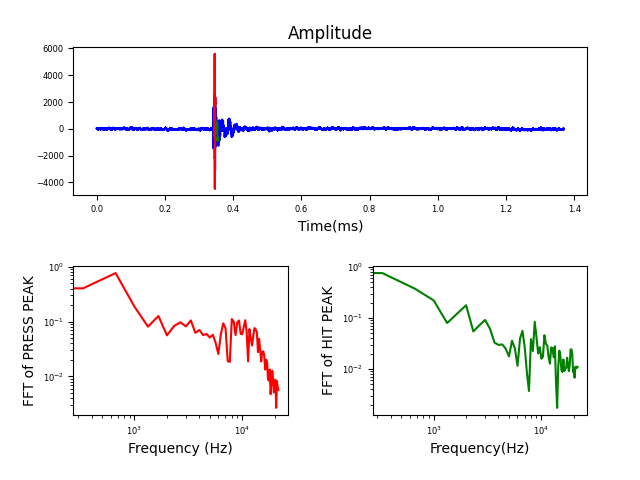 Amplitude
6000
4000
2000
0
−2000
−4000
0.0 0.2 0.4 0.6 0.8 1.0 1.2 1.4
Time(ms)
FFT of PRESS PEAK
10⁰
10⁻¹
10⁻²
10³ 10⁴
Frequency (Hz)
FFT of HIT PEAK
10⁰
10⁻¹
10⁻²
10³ 10⁴
Frequency(Hz)